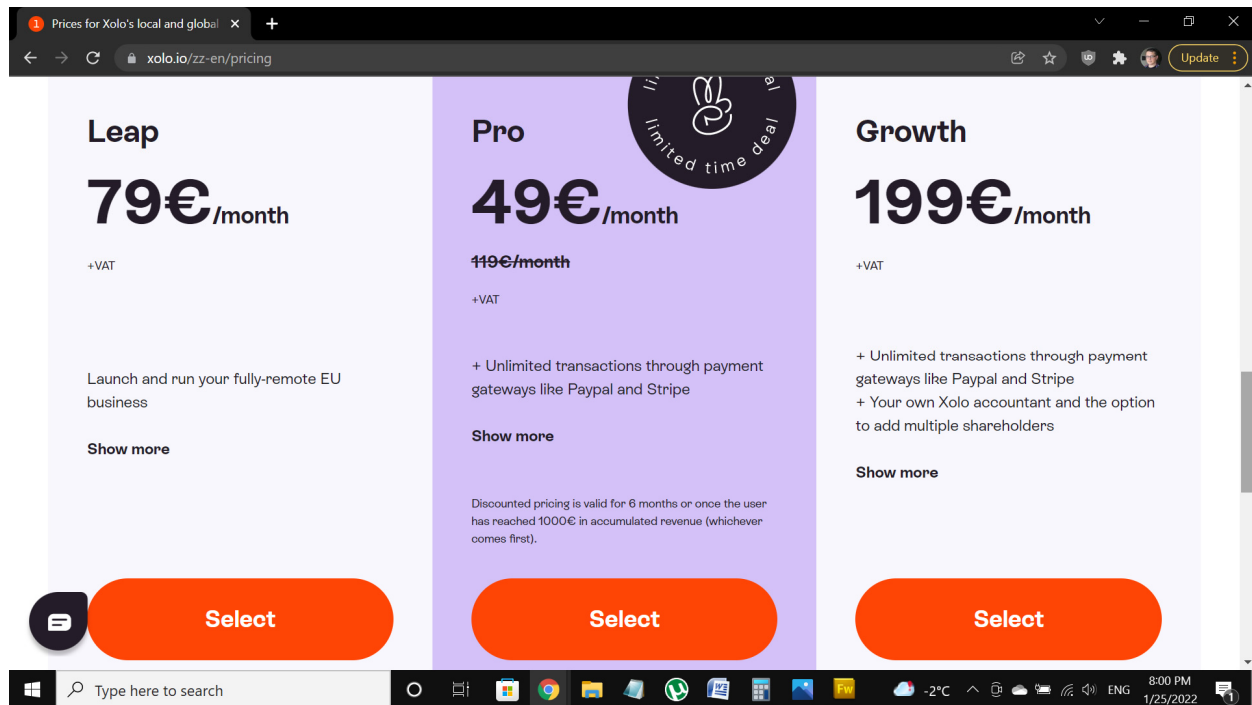 1 Prices for Xolo's local and global
xolo.io/zz-en/pricing
Update
Leap
79€/month
+VAT
Launch and run your fully-remote EU
business
Show more
Select
limited time deal
Pro
49€/month
119€/month
+VAT
+ Unlimited transactions through payment
gateways like Paypal and Stripe
Show more
Discounted pricing is valid for 6 months or once the user
has reached 1000€ in accumulated revenue (whichever
comes first).
Select
Growth
199€/month
+VAT
+ Unlimited transactions through payment
gateways like Paypal and Stripe
+ Your own Xolo accountant and the option
to add multiple shareholders
Show more
Select
Type here to search
Fw
-2°C
ENG
8:00 PM
1/25/2022
1